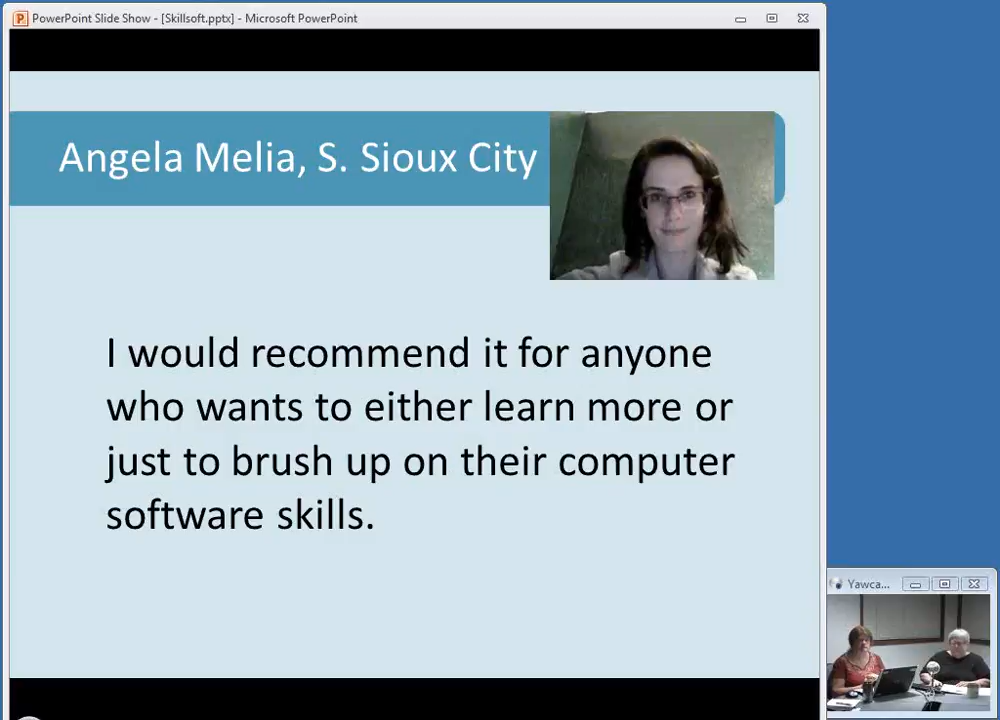 PowerPoint Slide Show - [Skillsoft.pptx] - Microsoft PowerPoint
Angela Melia, S. Sioux City
I would recommend it for anyone
who wants to either learn more or
just to brush up on their computer
software skills.
Yawca...